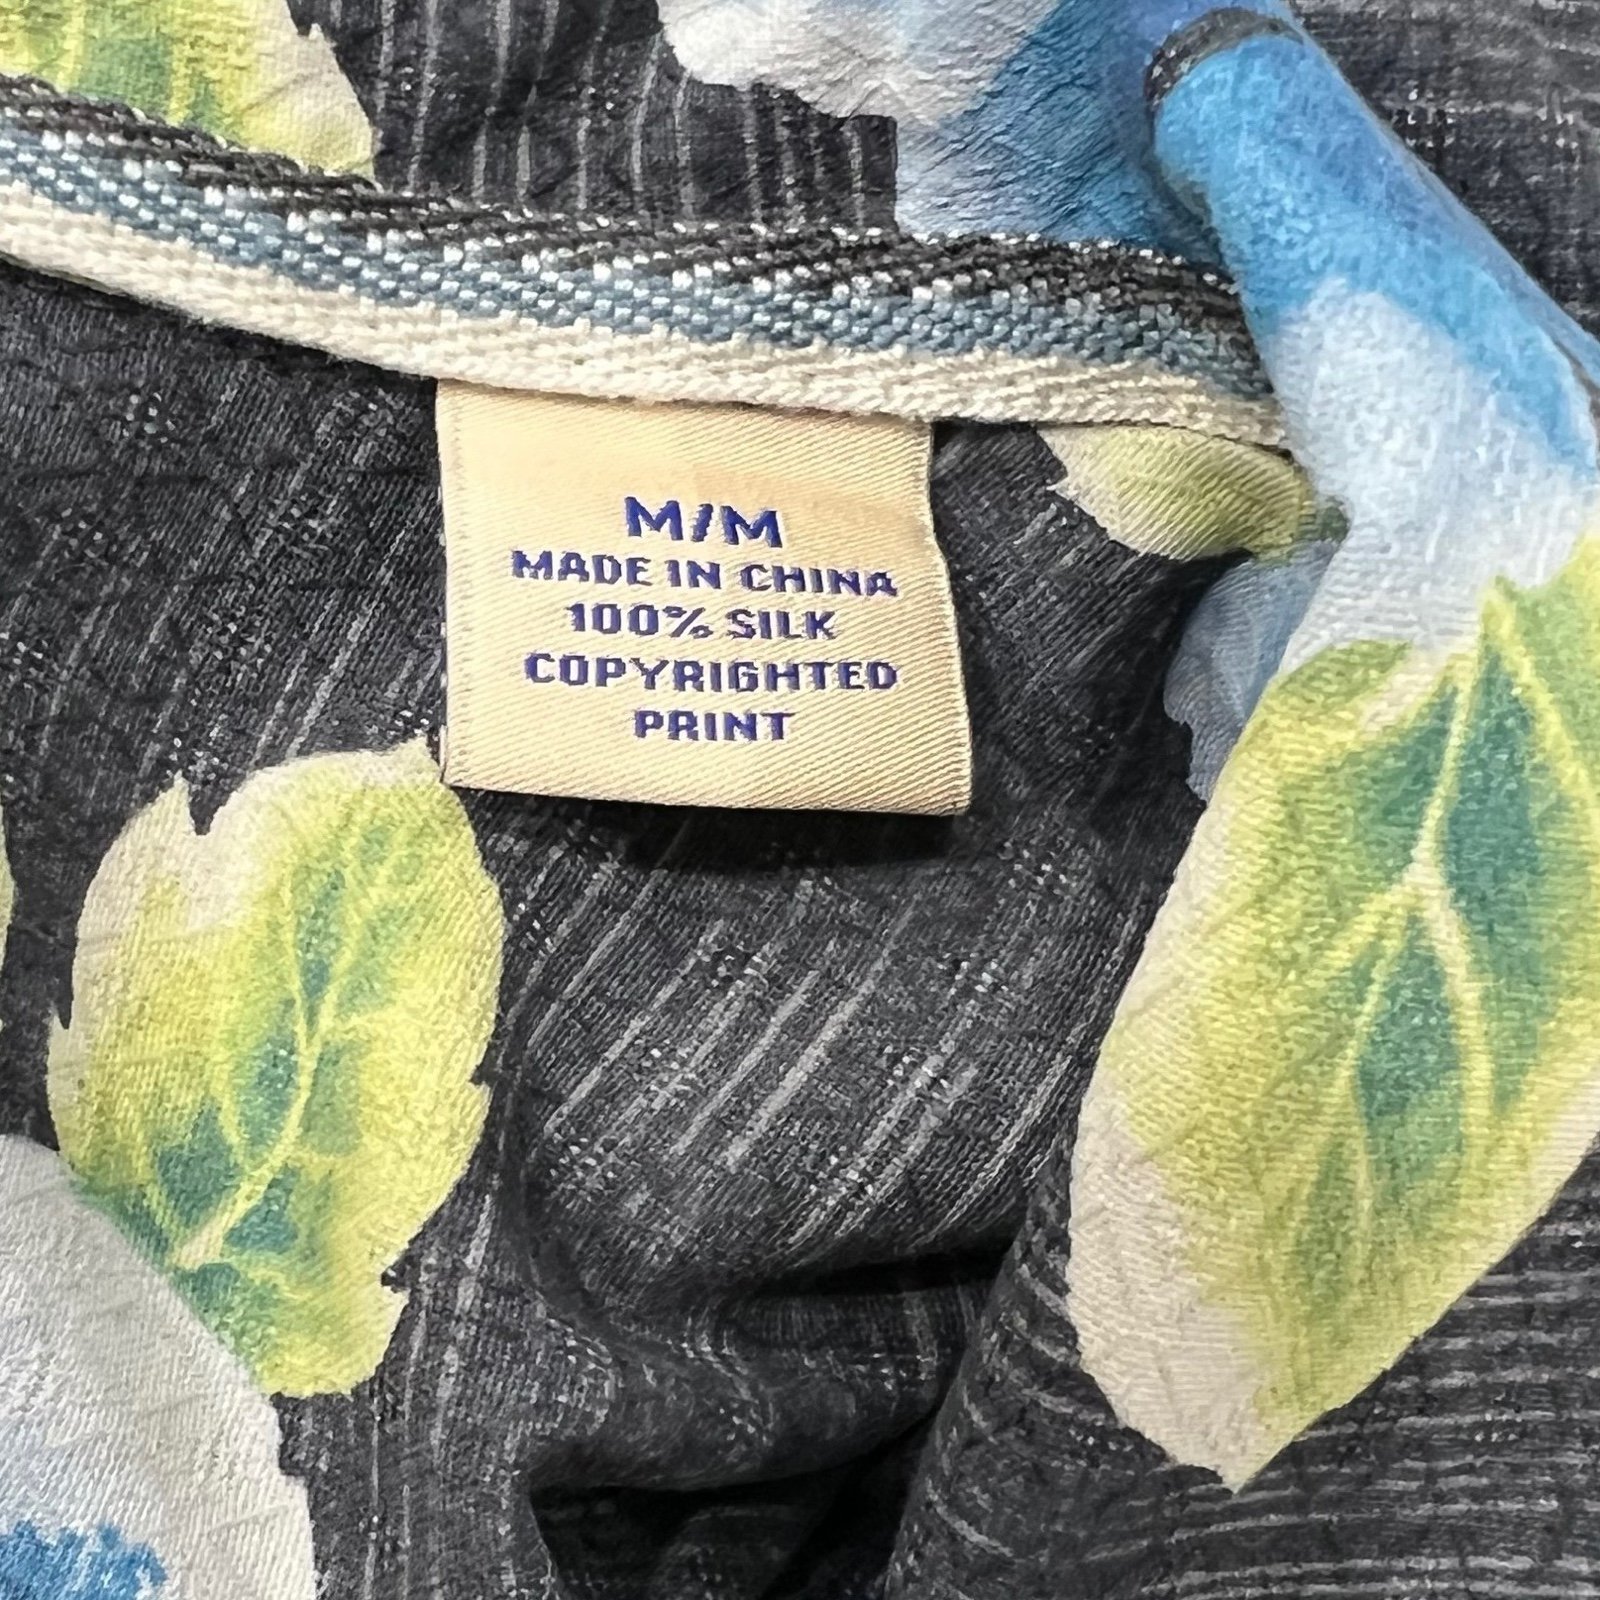 M/M
MADE IN CHINA
100% SILK
COPYRIGHTED
PRINT